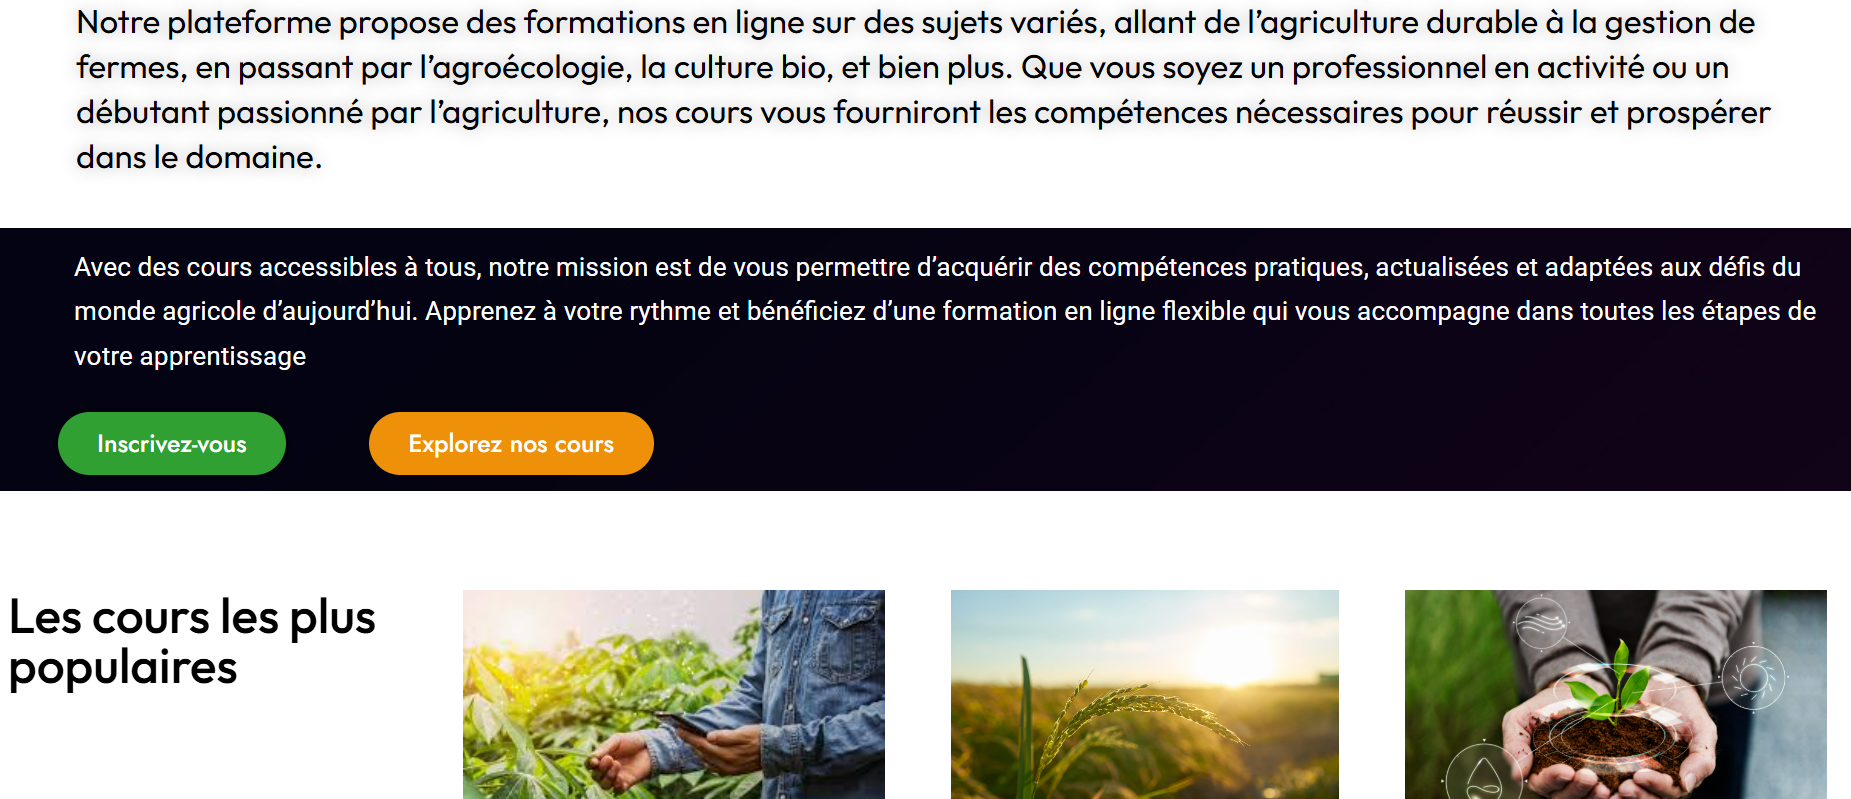 Notre plateforme propose des formations en ligne sur des sujets variés, allant de l’agriculture durable à la gestion de
fermes, en passant par l’agroécologie, la culture bio, et bien plus. Que vous soyez un professionnel en activité ou un
débutant passionné par l’agriculture, nos cours vous fourniront les compétences nécessaires pour réussir et prospérer
dans le domaine.
Avec des cours accessibles à tous, notre mission est de vous permettre d’acquérir des compétences pratiques, actualisées et adaptées aux défis du
monde agricole d’aujourd’hui. Apprenez à votre rythme et bénéficiez d’une formation en ligne flexible qui vous accompagne dans toutes les étapes de
votre apprentissage
Inscrivez-vous
Explorez nos cours
Les cours les plus
populaires